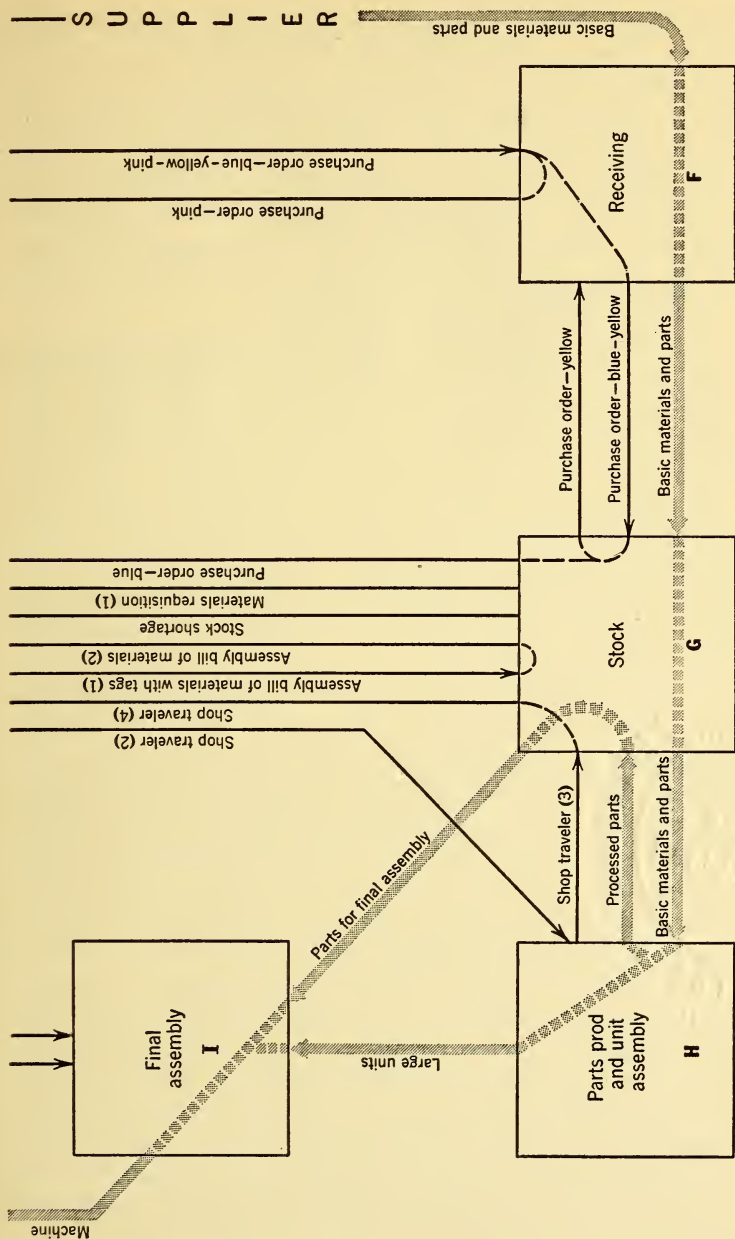 SUPPLIER
Basic materials and parts
Purchase order—blue-yellow-pink
Purchase order—pink
Receiving
F
Purchase order—yellow
Purchase order—blue-yellow
Basic materials and parts
Purchase order—blue
Materials requisition (1)
Stock shortage
Assembly bill of materials (2)
Assembly bill of materials with tags (1)
Shop traveler (4)
Shop traveler (2)
Stock
G
Parts for final assembly
Shop traveler (3)
Processed parts
Basic materials and parts
Final
assembly
I
Large units
Parts prod
and unit
assembly
H
Machine